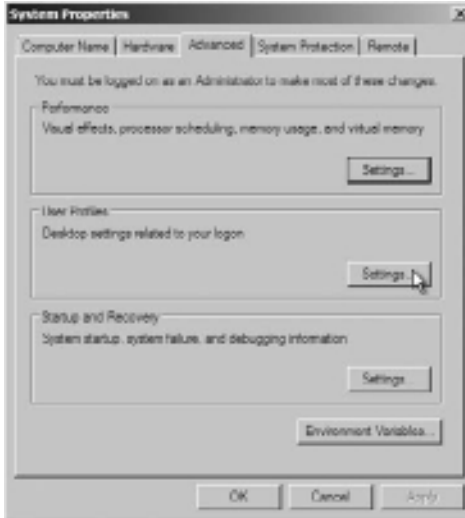 System Properties
Computer Name Hardware Advanced System Protection Remote
You must be logged on as an Administrator to make most of these changes.
Performance
Visual effects, processor scheduling, memory usage, and virtual memory
Settings...
User Profiles
Desktop settings related to your logon
Settings...
Startup and Recovery
System startup, system failure, and debugging information
Settings...
Environment Variables...
OK Cancel Apply